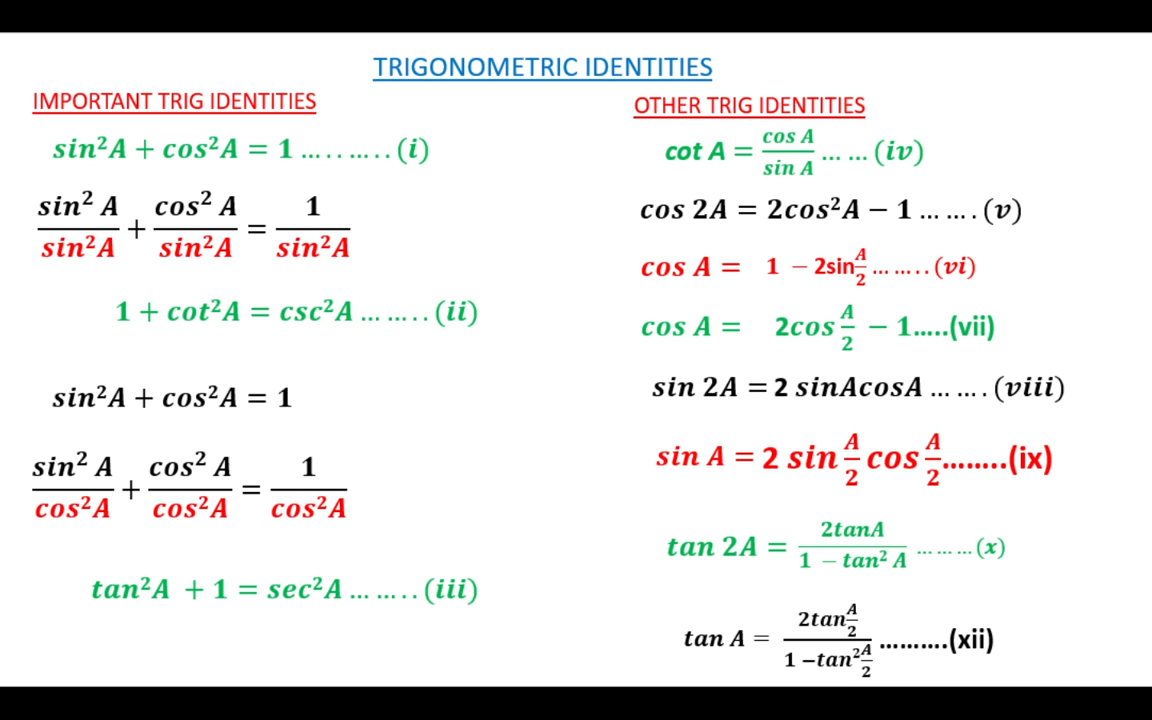 TRIGONOMETRIC IDENTITIES
IMPORTANT TRIG IDENTITIES
sin²A + cos²A = 1 ... . . ... . . (i)
sin² A/sin²A + cos² A/sin²A = 1/sin²A
1 + cot²A = csc²A ... ... . . (ii)
sin²A + cos²A = 1
sin² A/cos²A + cos² A/cos²A = 1/cos²A
tan²A + 1 = sec²A ... ... . . (iii)
OTHER TRIG IDENTITIES
cot A = cos A/sin A ... ... (iv)
cos 2A = 2cos²A − 1 ... ... . (v)
cos A = 1 − 2sin A/2 ... ... . . (vi)
cos A = 2cos A/2 − 1.....(vii)
sin 2A = 2 sinAcosA ... ... . (viii)
sin A = 2 sin A/2 cos A/2........(ix)
tan 2A = 2tanA/1 − tan² A ... ... ... (x)
tan A = 2tan A/2/1 −tan² A/2 ..........(xii)